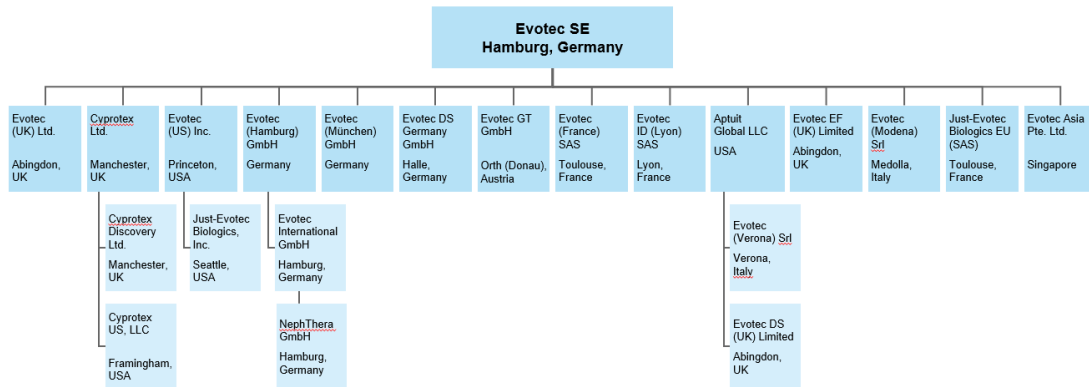 Evotec SE
Hamburg, Germany
Evotec
(UK) Ltd.
Abingdon,
UK
Cyprotex
Ltd.
Manchester,
UK
Evotec
(US) Inc.
Princeton,
USA
Evotec
(Hamburg)
GmbH
Germany
Evotec
(München)
GmbH
Germany
Evotec DS
Germany
GmbH
Halle,
Germany
Evotec GT
GmbH
Orth (Donau),
Austria
Evotec
(France)
SAS
Toulouse,
France
Evotec
ID (Lyon)
SAS
Lyon,
France
Aptuit
Global LLC
USA
Evotec EF
(UK) Limited
Abingdon,
UK
Evotec
(Modena)
Srl
Medolla,
Italy
Just-Evotec
Biologics EU
(SAS)
Toulouse,
France
Evotec Asia
Pte. Ltd.
Singapore
Cyprotex
Discovery
Ltd.
Manchester,
UK
Just-Evotec
Biologics,
Inc.
Seattle,
USA
Evotec
International
GmbH
Hamburg,
Germany
Evotec
(Verona) Srl
Verona,
Italy
Cyprotex
US, LLC
Framingham,
USA
NephThera
GmbH
Hamburg,
Germany
Evotec DS
(UK) Limited
Abingdon,
UK